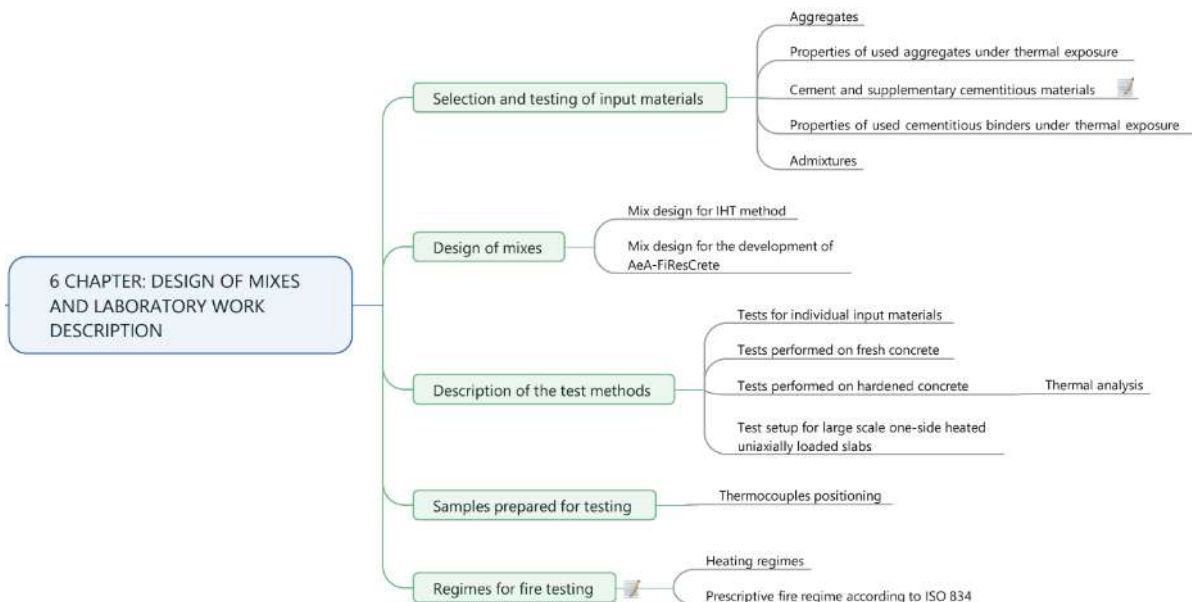 6 CHAPTER: DESIGN OF MIXES
AND LABORATORY WORK
DESCRIPTION
Selection and testing of input materials
Aggregates
Properties of used aggregates under thermal exposure
Cement and supplementary cementitious materials
Properties of used cementitious binders under thermal exposure
Admixtures
Design of mixes
Mix design for IHT method
Mix design for the development of
AeA-FiResCrete
Description of the test methods
Tests for individual input materials
Tests performed on fresh concrete
Tests performed on hardened concrete
Thermal analysis
Test setup for large scale one-side heated
uniaxially loaded slabs
Samples prepared for testing
Thermocouples positioning
Regimes for fire testing
Heating regimes
Prescriptive fire regime according to ISO 834